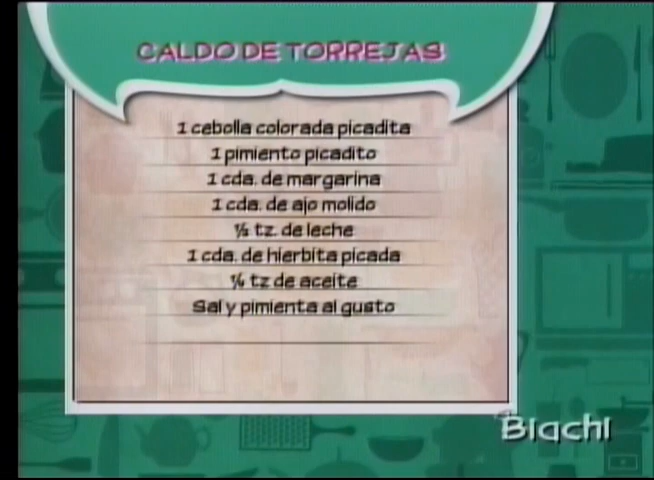 CALDO DE TORREJAS
1 cebolla colorada picadita
1 pimiento picadito
1 cda. de margarina
1 cda. de ajo molido
½ tz. de leche
1 cda. de hierbita picada
¼ tz de aceite
Sal y pimienta al gusto
Biachi